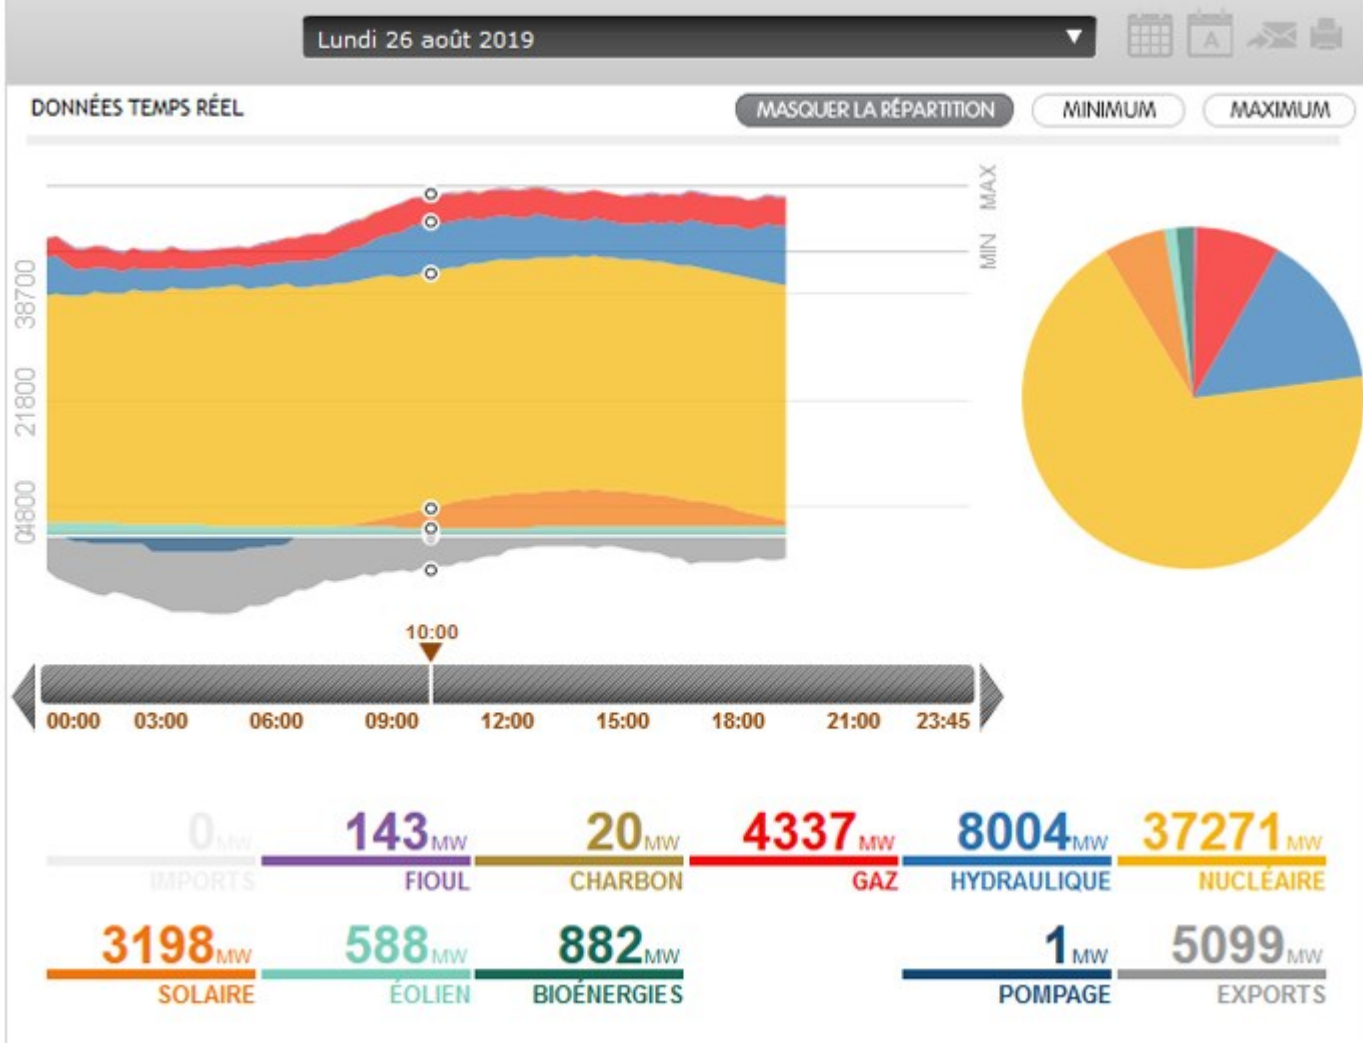 Lundi 26 août 2019
A
DONNÉES TEMPS RÉEL
MASQUER LA RÉPARTITION
MINIMUM
MAXIMUM
MAX
MIN
38700
21800
04800
10:00
00:00 03:00 06:00 09:00 12:00 15:00 18:00 21:00 23:45
0MW 143MW 20MW 4337MW 8004MW 37271MW
IMPORTS FIOUL CHARBON GAZ HYDRAULIQUE NUCLÉAIRE
3198MW 588MW 882MW 1MW 5099MW
SOLAIRE ÉOLIEN BIOÉNERGIES POMPAGE EXPORTS